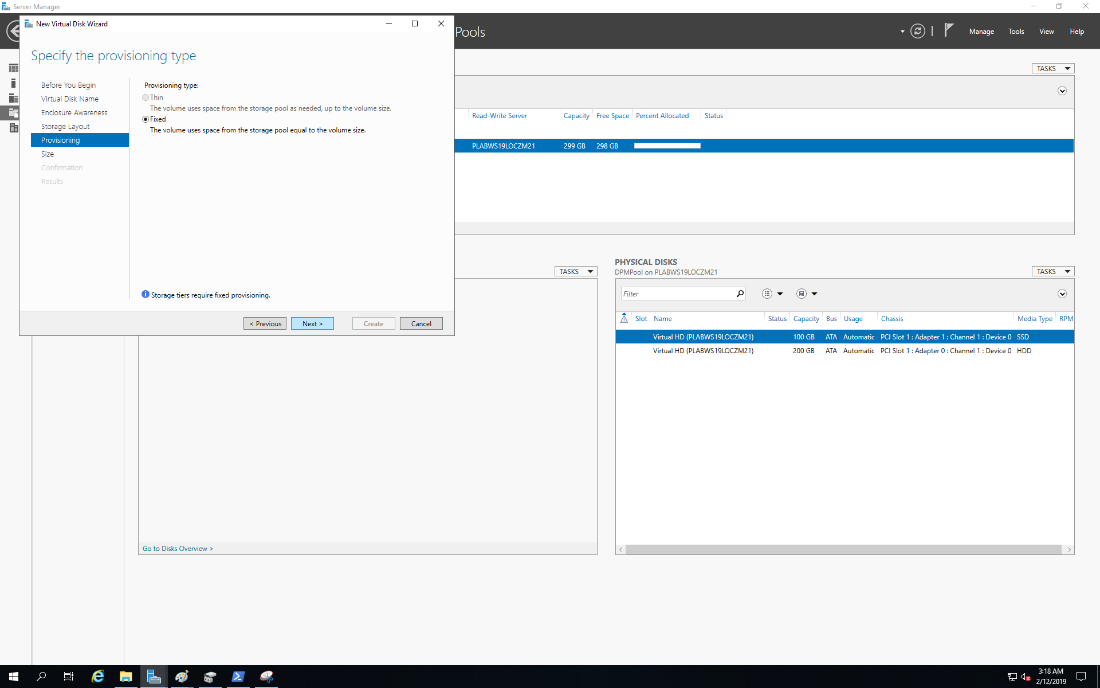 Server Manager
New Virtual Disk Wizard
Pools
Manage Tools View Help
Specify the provisioning type
Before You Begin
Virtual Disk Name
Enclosure Awareness
Storage Layout
Provisioning
Size
Confirmation
Results
Provisioning type:
Thin
The volume uses space from the storage pool as needed, up to the volume size.
Fixed
The volume uses space from the storage pool equal to the volume size.
Storage tiers require fixed provisioning.
< Previous Next > Create Cancel
TASKS
Read-Write Server Capacity Free Space Percent Allocated Status
PLABWS19LOCZM21 299 GB 298 GB
TASKS
Go to Disks Overview >
PHYSICAL DISKS
DPMPool on PLABWS19LOCZM21
TASKS
Filter
Slot Name Status Capacity Bus Usage Chassis Media Type RPM
Virtual HD (PLABWS19LOCZM21) 100 GB ATA Automatic PCI Slot 1 : Adapter 1 : Channel 1 : Device 0 SSD
Virtual HD (PLABWS19LOCZM21) 200 GB ATA Automatic PCI Slot 1 : Adapter 0 : Channel 1 : Device 0 HDD
3:18 AM
2/12/2019